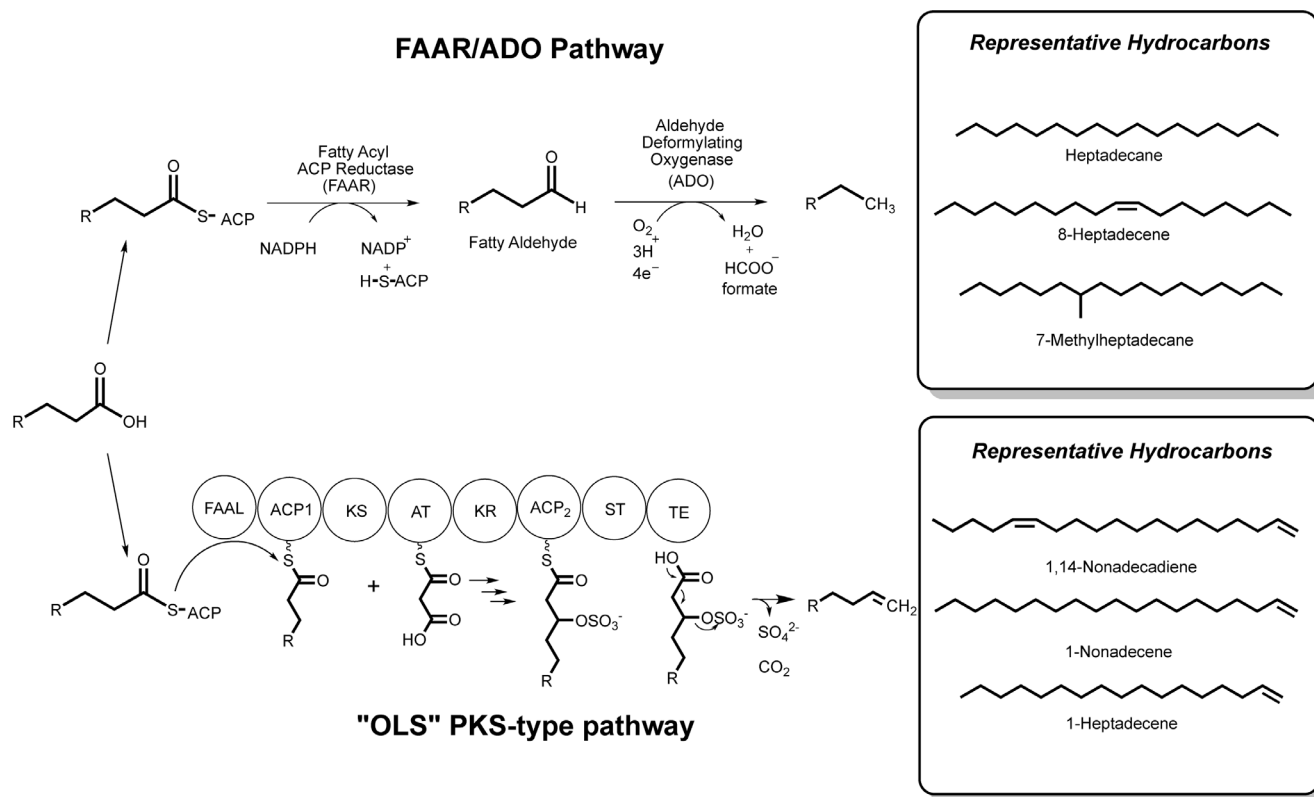 FAAR/ADO Pathway
Fatty Acyl
ACP Reductase
(FAAR)
Aldehyde
Deformylating
Oxygenase
(ADO)
O
R
S-
ACP
NADPH
NADP+
+
H-S-ACP
O
R
H
Fatty Aldehyde
O2
+
3H
4e−
H2O
+
HCOO−
formate
R
CH3
Representative Hydrocarbons
Heptadecane
8-Heptadecene
7-Methylheptadecane
O
R
OH
FAAL
ACP1
KS
AT
KR
ACP2
ST
TE
O
R
S-ACP
S
O
R
+
S
O
O
HO
S
O
OSO3-
R
HO
O
OSO3-
R
SO4 2-
CO2
R
CH2
"OLS" PKS-type pathway
Representative Hydrocarbons
1,14-Nonadecadiene
1-Nonadecene
1-Heptadecene